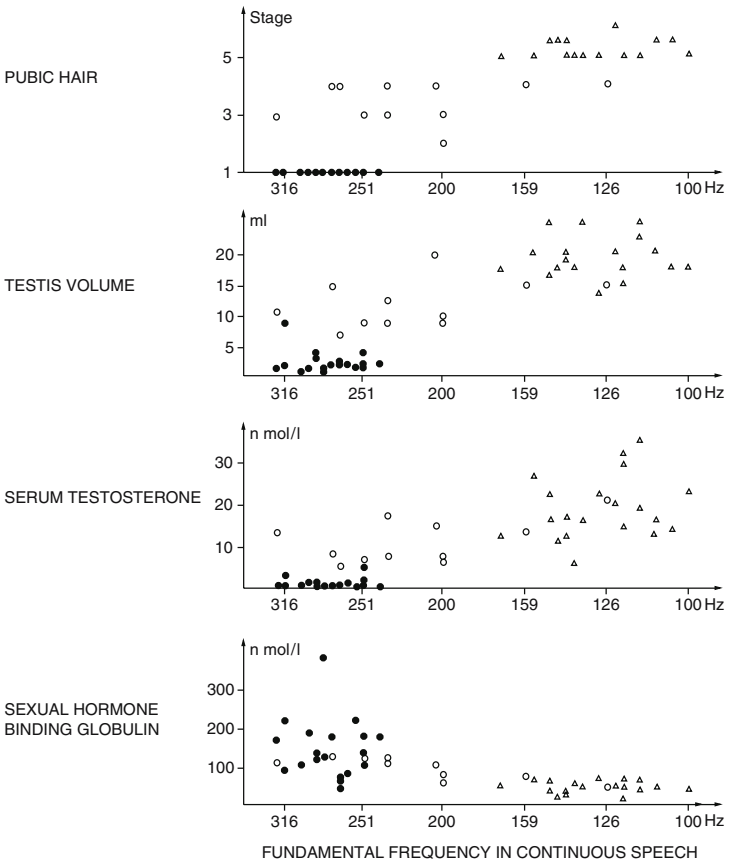 Stage
PUBIC HAIR
5
3
1
316 251 200 159 126 100 Hz
ml
TESTIS VOLUME
20
15
10
5
316 251 200 159 126 100 Hz
n mol/l
SERUM TESTOSTERONE
30
20
10
316 251 200 159 126 100 Hz
n mol/l
SEXUAL HORMONE
BINDING GLOBULIN
300
200
100
316 251 200 159 126 100 Hz
FUNDAMENTAL FREQUENCY IN CONTINUOUS SPEECH